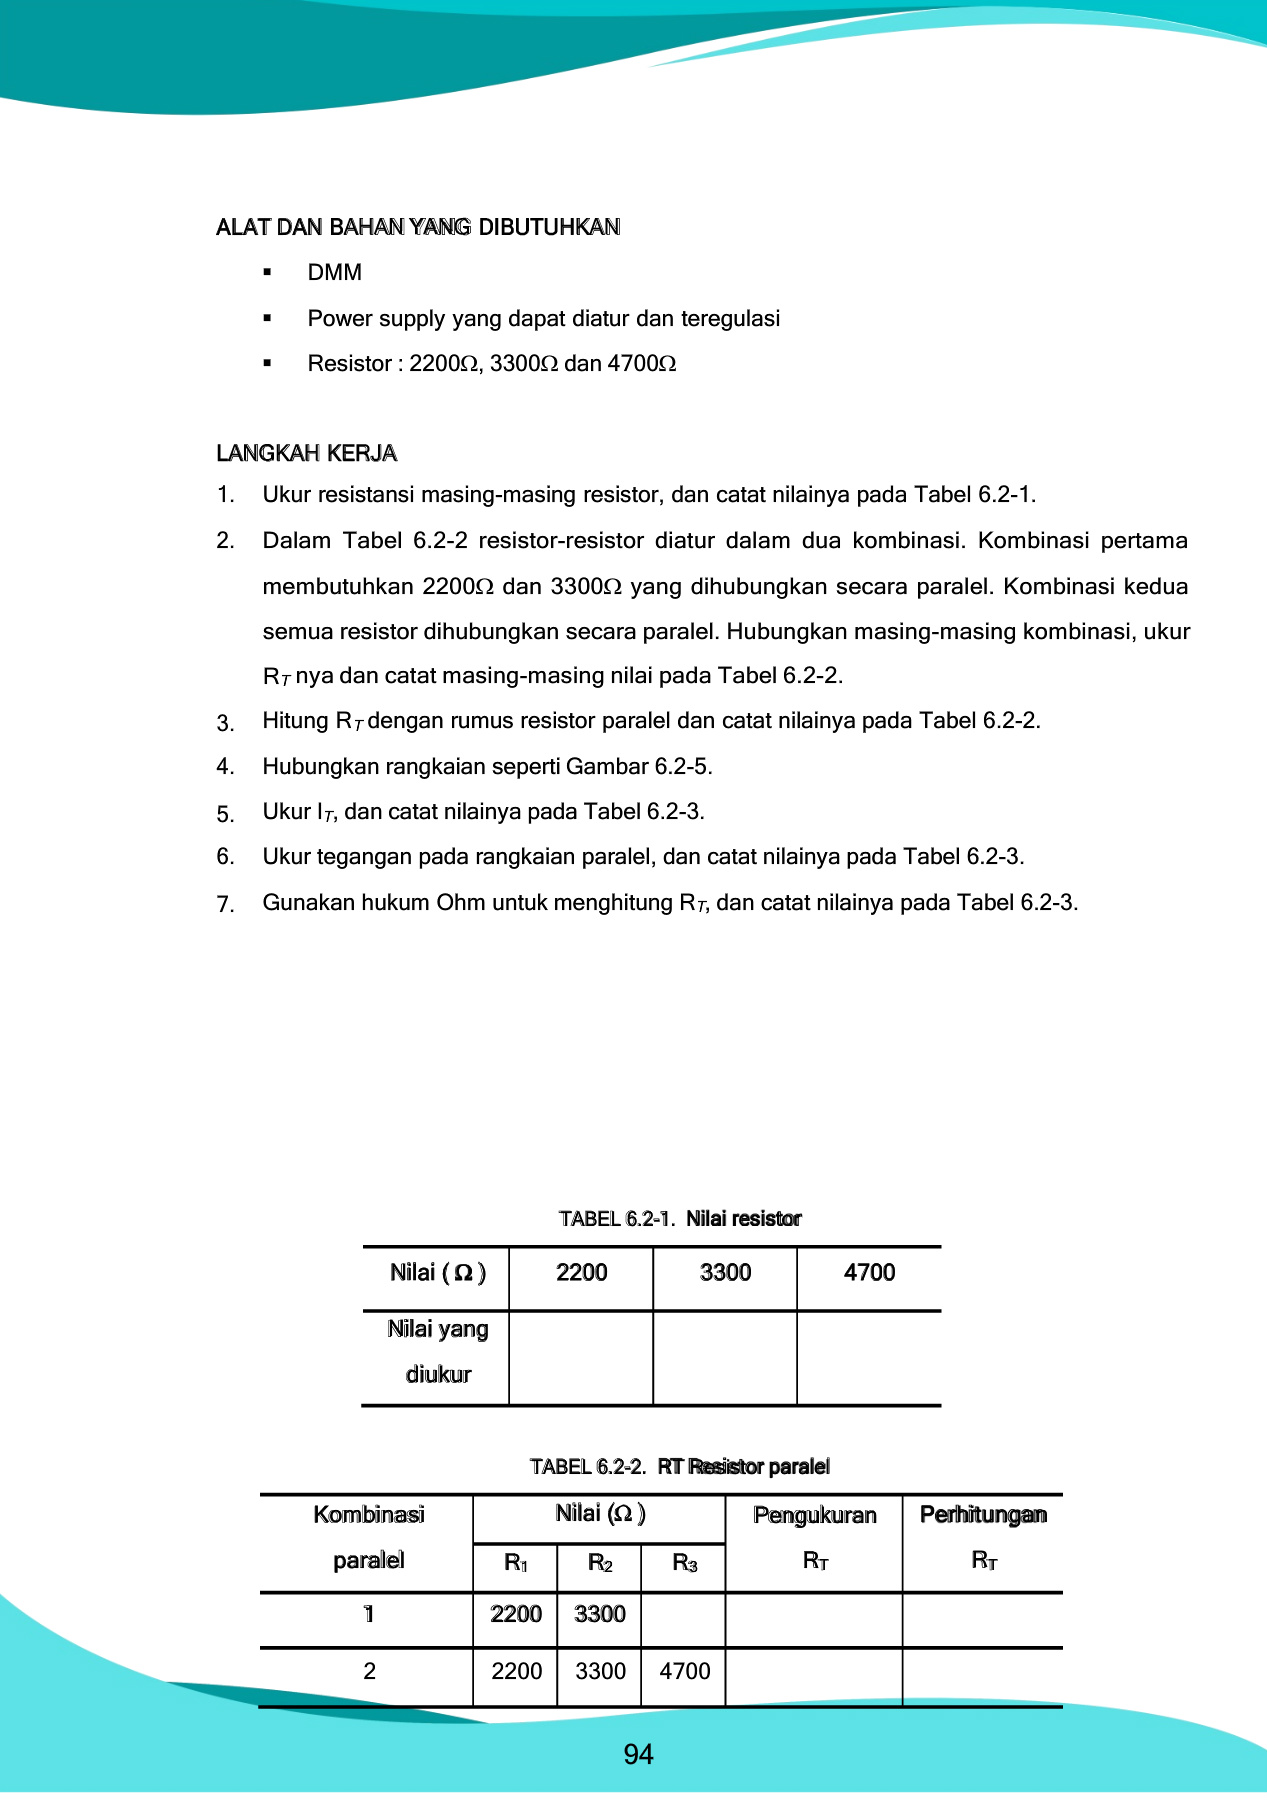 ALAT DAN BAHAN YANG DIBUTUHKAN
▪ DMM
▪ Power supply yang dapat diatur dan teregulasi
▪ Resistor : 2200Ω, 3300Ω dan 4700Ω
LANGKAH KERJA
1. Ukur resistansi masing-masing resistor, dan catat nilainya pada Tabel 6.2-1.
2. Dalam Tabel 6.2-2 resistor-resistor diatur dalam dua kombinasi. Kombinasi pertama
membutuhkan 2200Ω dan 3300Ω yang dihubungkan secara paralel. Kombinasi kedua
semua resistor dihubungkan secara paralel. Hubungkan masing-masing kombinasi, ukur
RT nya dan catat masing-masing nilai pada Tabel 6.2-2.
3. Hitung RT dengan rumus resistor paralel dan catat nilainya pada Tabel 6.2-2.
4. Hubungkan rangkaian seperti Gambar 6.2-5.
5. Ukur IT, dan catat nilainya pada Tabel 6.2-3.
6. Ukur tegangan pada rangkaian paralel, dan catat nilainya pada Tabel 6.2-3.
7. Gunakan hukum Ohm untuk menghitung RT, dan catat nilainya pada Tabel 6.2-3.
TABEL 6.2-1. Nilai resistor
Nilai ( Ω ) 2200 3300 4700
Nilai yang
diukur
TABEL 6.2-2. RT Resistor paralel
Kombinasi Nilai (Ω ) Pengukuran Perhitungan
paralel R1 R2 R3 RT RT
1 2200 3300
2 2200 3300 4700
94